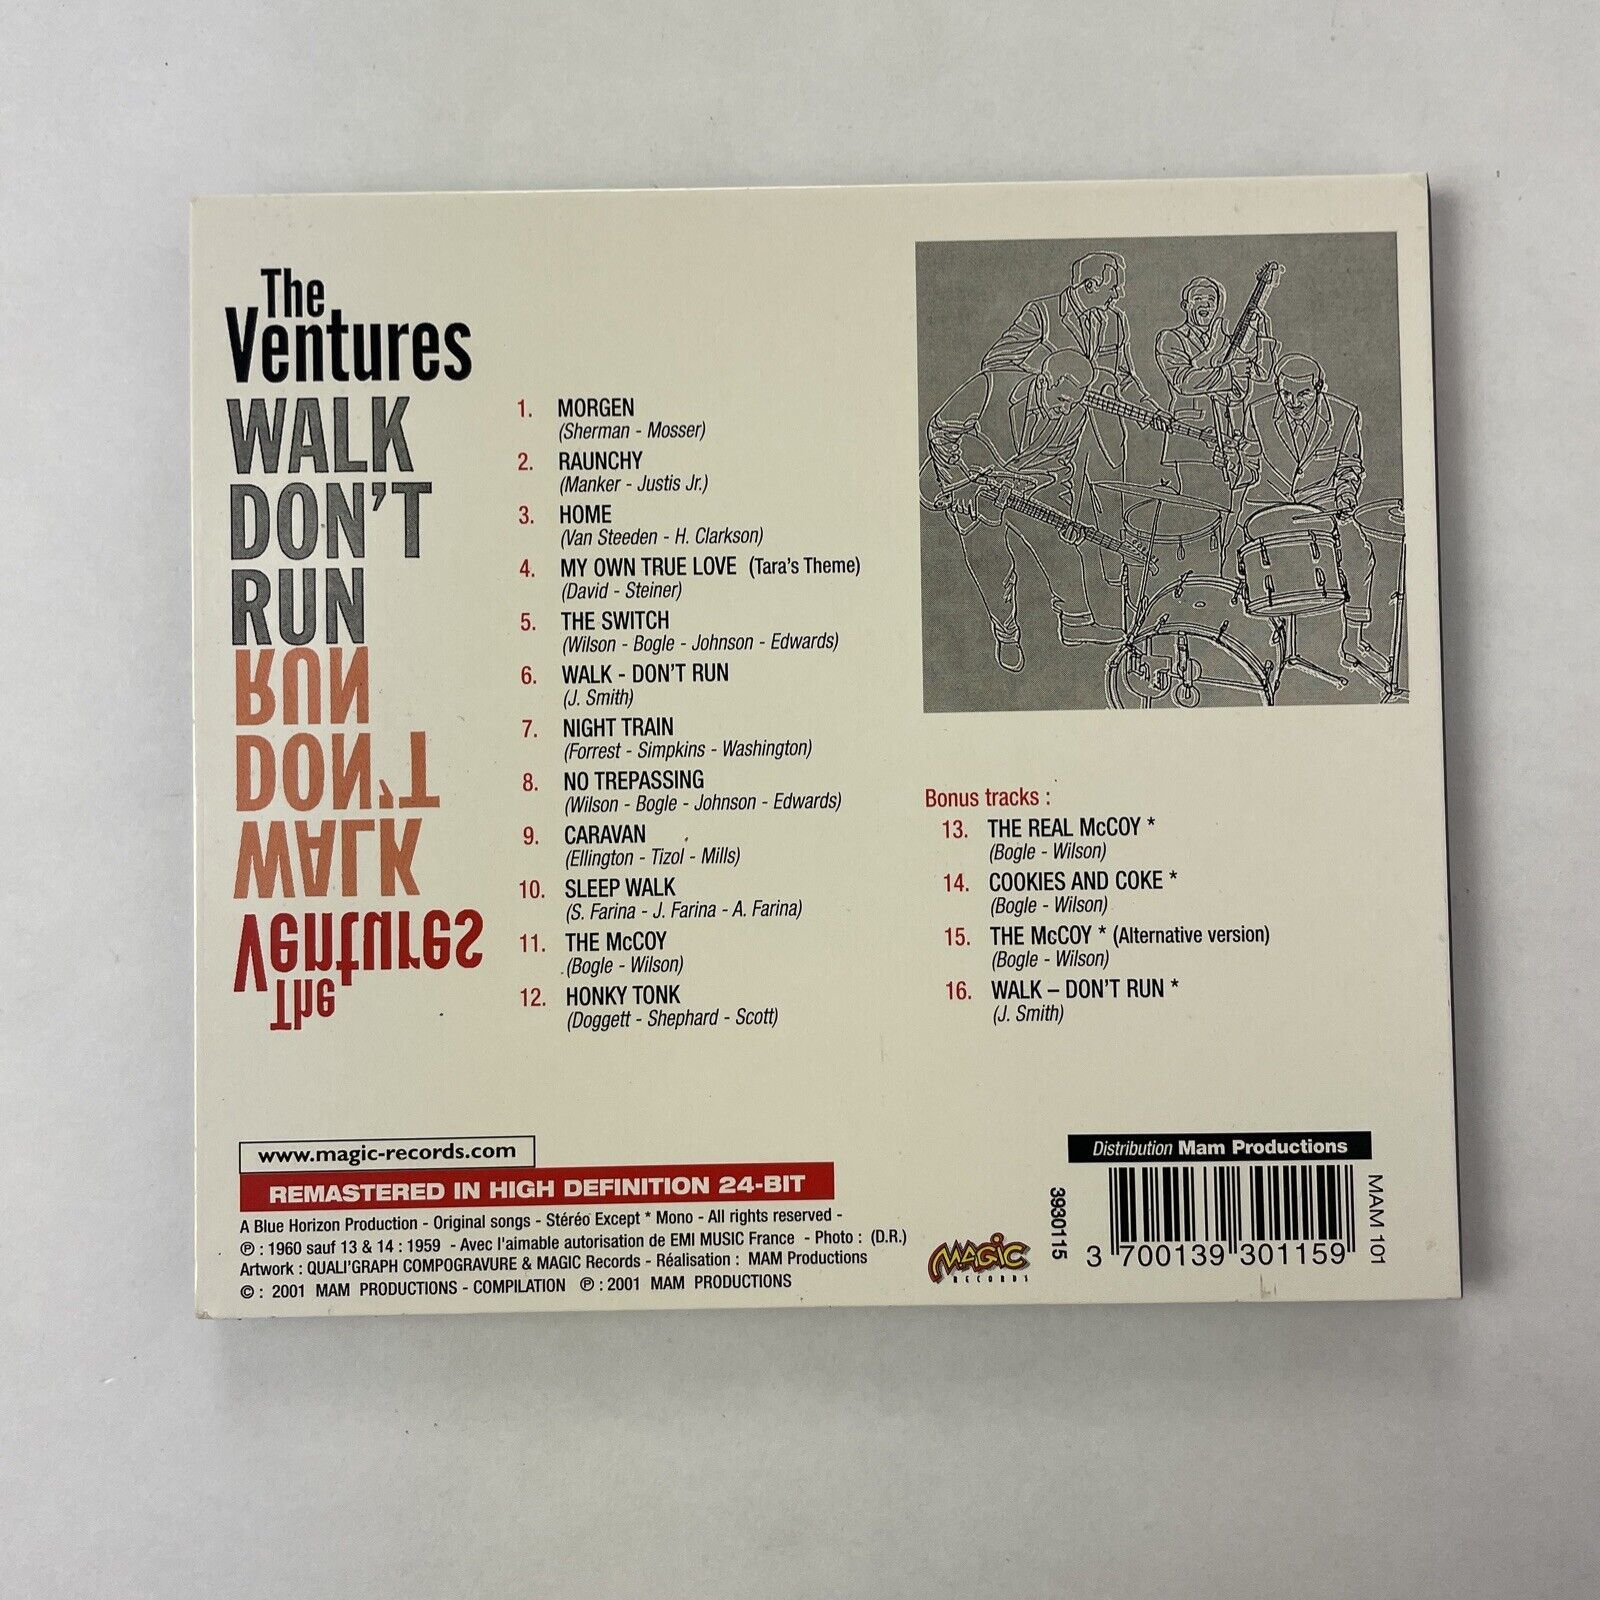 The
Ventures
WALK
DON'T
RUN
RUN
DON'T
WALK
Ventures
The
1. MORGEN
(Sherman - Mosser)
2. RAUNCHY
(Manker - Justis Jr.)
3. HOME
(Van Steeden - H. Clarkson)
4. MY OWN TRUE LOVE (Tara's Theme)
(David - Steiner)
5. THE SWITCH
(Wilson - Bogle - Johnson - Edwards)
6. WALK - DON'T RUN
(J. Smith)
7. NIGHT TRAIN
(Forrest - Simpkins - Washington)
8. NO TREPASSING
(Wilson - Bogle - Johnson - Edwards)
9. CARAVAN
(Ellington - Tizol - Mills)
10. SLEEP WALK
(S. Farina - J. Farina - A. Farina)
11. THE McCOY
(Bogle - Wilson)
12. HONKY TONK
(Doggett - Shephard - Scott)
Bonus tracks :
13. THE REAL McCOY *
(Bogle - Wilson)
14. COOKIES AND COKE *
(Bogle - Wilson)
15. THE McCOY * (Alternative version)
(Bogle - Wilson)
16. WALK – DON'T RUN *
(J. Smith)
www.magic-records.com
REMASTERED IN HIGH DEFINITION 24-BIT
A Blue Horizon Production - Original songs - Stéréo Except * Mono - All rights reserved -
℗ : 1960 sauf 13 & 14 : 1959 - Avec l'aimable autorisation de EMI MUSIC France - Photo : (D.R.)
Artwork : QUALI'GRAPH COMPOGRAVURE & MAGIC Records - Réalisation : MAM Productions
© : 2001 MAM PRODUCTIONS - COMPILATION ℗ : 2001 MAM PRODUCTIONS
MAGIC
RECORDS
Distribution Mam Productions
3930115
3 700139 301159
MAM 101